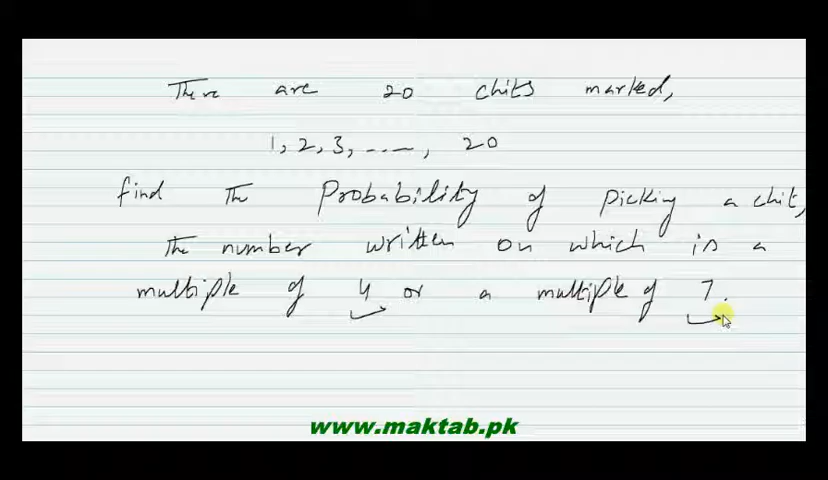 There are 20 chits marked,
1, 2, 3, ....., 20
find the Probability of Picking a chit,
The number written on which is a
multiple of 4 or a multiple of 7.
www.maktab.pk